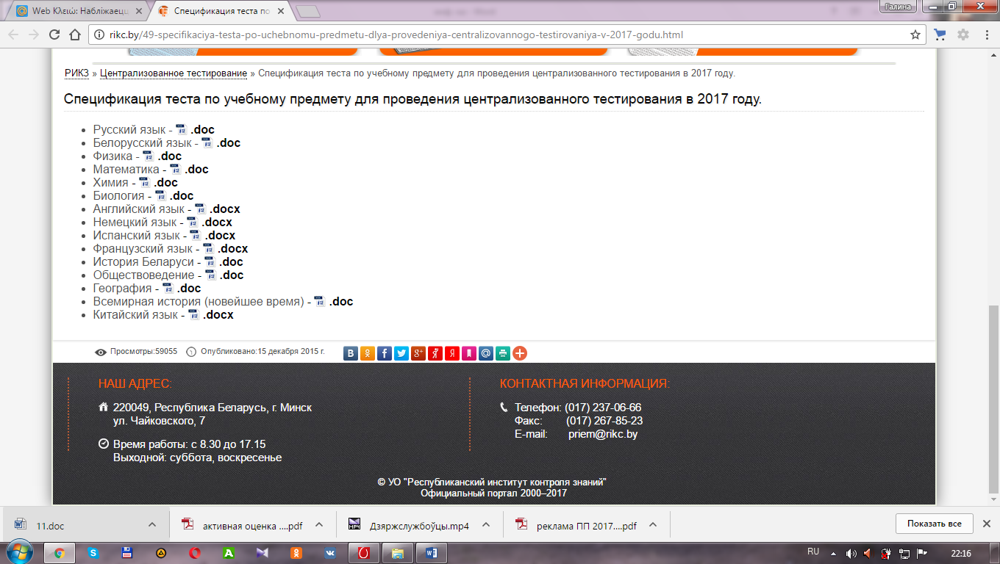 Web Κλειώ: Набліжаецц
Спецификация теста по
Галина
rikc.by/49-specifikaciya-testa-po-uchebnomu-predmetu-dlya-provedeniya-centralizovannogo-testirovaniya-v-2017-godu.html
РИКЗ » Централизованное тестирование » Спецификация теста по учебному предмету для проведения централизованного тестирования в 2017 году.
Спецификация теста по учебному предмету для проведения централизованного тестирования в 2017 году.
Русский язык - .doc
Белорусский язык - .doc
Физика - .doc
Математика - .doc
Химия - .doc
Биология - .doc
Английский язык - .docx
Немецкий язык - .docx
Испанский язык - .docx
Французский язык - .docx
История Беларуси - .doc
Обществоведение - .doc
География - .doc
Всемирная история (новейшее время) - .doc
Китайский язык - .docx
Просмотры:59055 Опубликовано:15 декабря 2015 г.
НАШ АДРЕС:
220049, Республика Беларусь, г. Минск
ул. Чайковского, 7
Время работы: с 8.30 до 17.15
Выходной: суббота, воскресенье
КОНТАКТНАЯ ИНФОРМАЦИЯ:
Телефон: (017) 237-06-66
Факс: (017) 267-85-23
E-mail: priem@rikc.by
© УО "Республиканский институт контроля знаний"
Официальный портал 2000–2017
11.doc
активная оценка ....pdf
Дзяржслужбоўцы.mp4
реклама ПП 2017....pdf
Показать все
RU
22:16